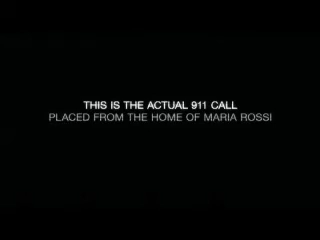 THIS IS THE ACTUAL 911 CALL
PLACED FROM THE HOME OF MARIA ROSSI